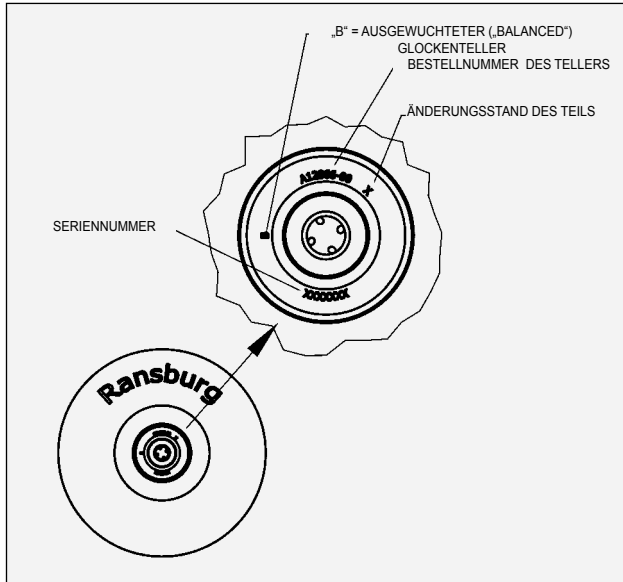 „B“ = AUSGEWUCHTETER („BALANCED“)
GLOCKENTELLER
BESTELLNUMMER DES TELLERS
ÄNDERUNGSSTAND DES TEILS
X
SERIENNUMMER
XXXXXXX
Ransburg